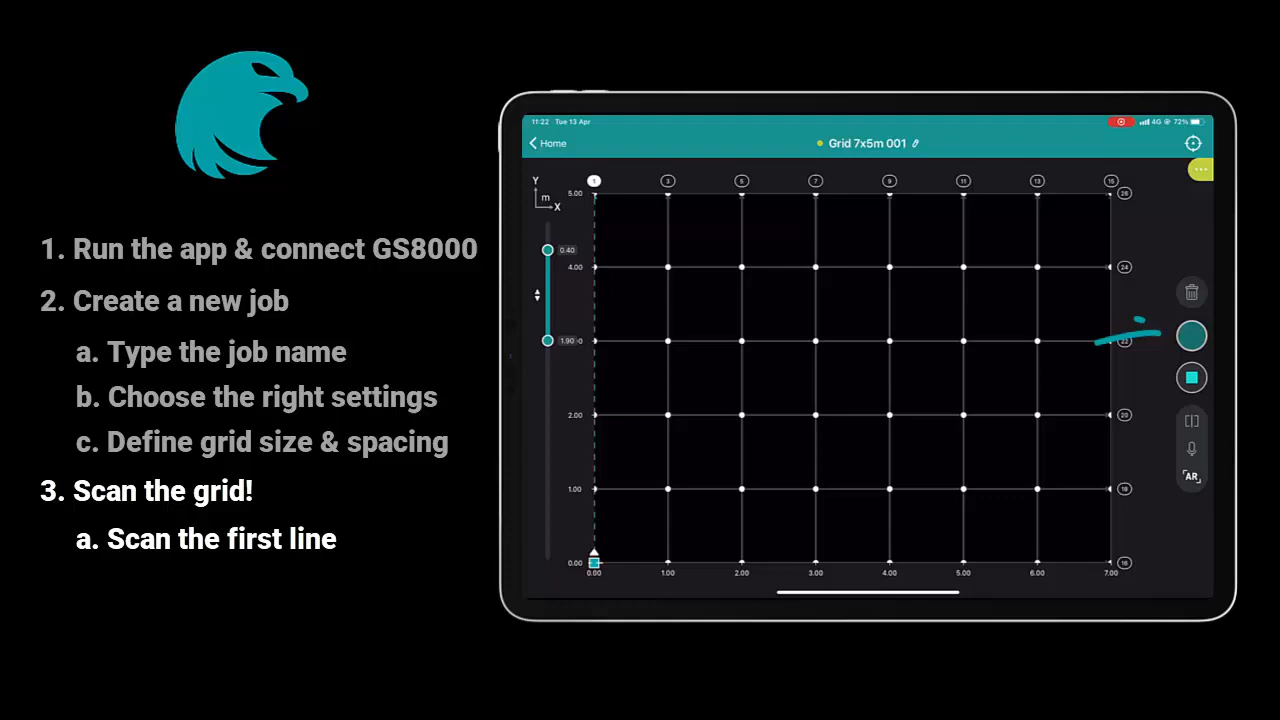 1. Run the app & connect GS8000
2. Create a new job
a. Type the job name
b. Choose the right settings
c. Define grid size & spacing
3. Scan the grid!
a. Scan the first line
11:22 Tue 13 Apr
4G 72%
Home
Grid 7x5m 001
Y
m
X
1 3 5 7 9 11 13 15
5.00 26
0.40
4.00 24
1.90
22
2.00 20
1.00 18
0.00 16
0.00 1.00 2.00 3.00 4.00 5.00 6.00 7.00
AR